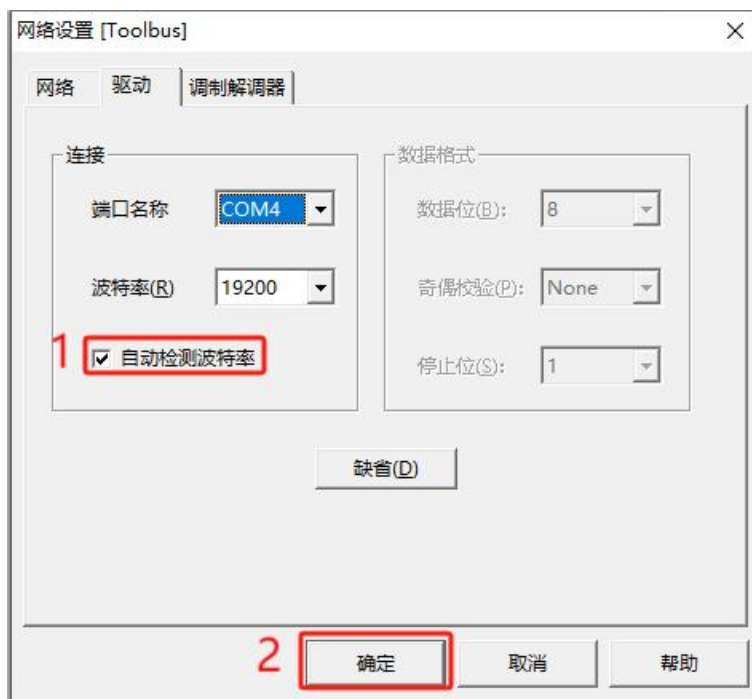 网络设置 [Toolbus]
网络 驱动 调制解调器
连接 数据格式
端口名称 COM4 数据位(B): 8
波特率(R) 19200 奇偶校验(P): None
1 自动检测波特率 停止位(S): 1
缺省(D)
2 确定 取消 帮助